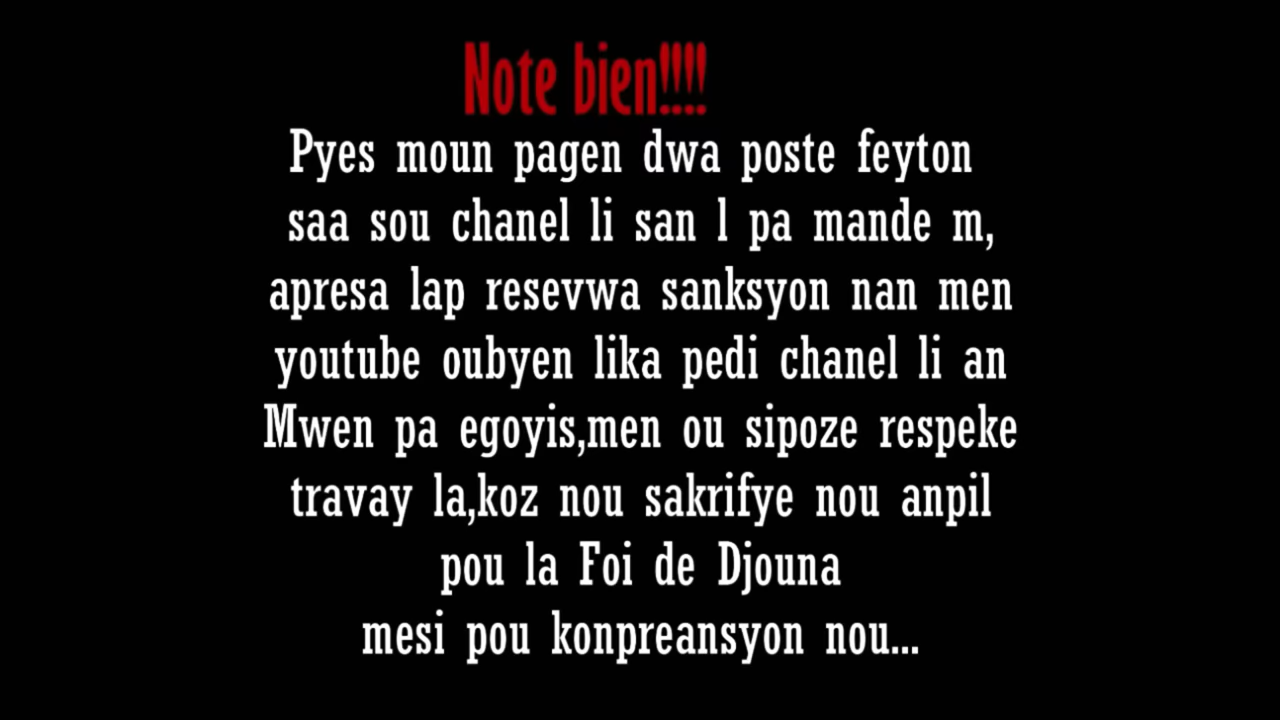 Note bien!!!!
Pyes moun pagen dwa poste feyton
saa sou chanel li san l pa mande m,
apresa lap resevwa sanksyon nan men
youtube oubyen lika pedi chanel li an
Mwen pa egoyis,men ou sipoze respeke
travay la,koz nou sakrifye nou anpil
pou la Foi de Djouna
mesi pou konpreansyon nou...